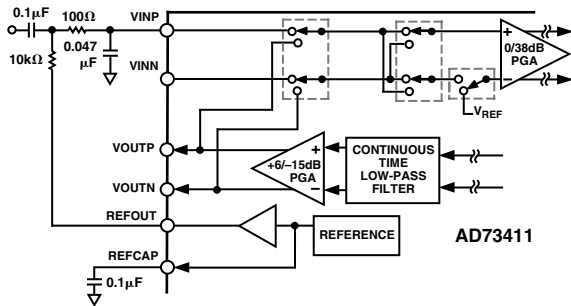 0.1μF
100Ω
VINP
10kΩ
0.047
μF
VINN
0/38dB
PGA
VREF
VOUTP
+6/–15dB
PGA
CONTINUOUS
TIME
LOW-PASS
FILTER
VOUTN
REFOUT
REFERENCE
AD73411
REFCAP
0.1μF